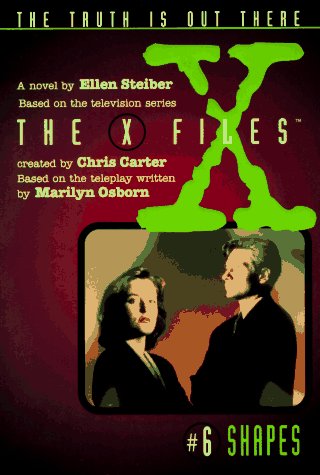 THE TRUTH IS OUT THERE
X
A novel by Ellen Steiber
Based on the television series
THE X FILES™
created by Chris Carter
Based on the teleplay written
by Marilyn Osborn
#6 SHAPES